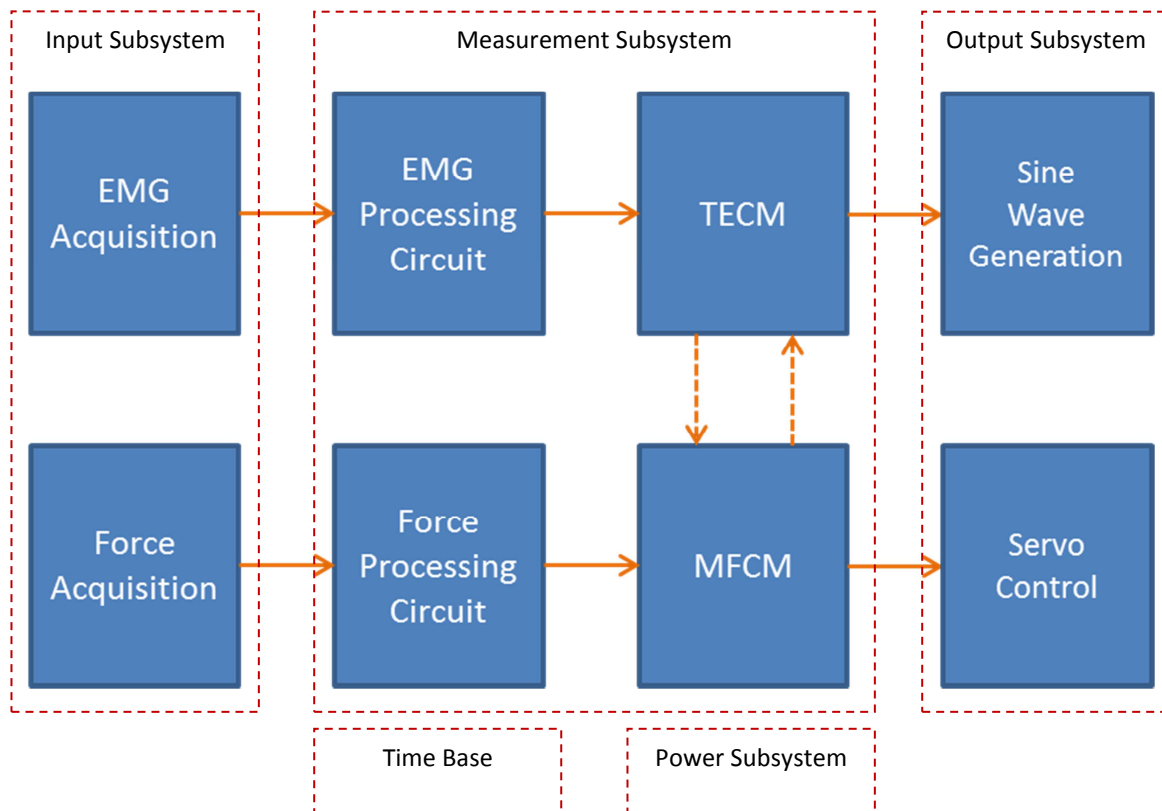 Input Subsystem
Measurement Subsystem
Output Subsystem
EMG
Acquisition
EMG
Processing
Circuit
TECM
Sine
Wave
Generation
Force
Acquisition
Force
Processing
Circuit
MFCM
Servo
Control
Time Base
Power Subsystem